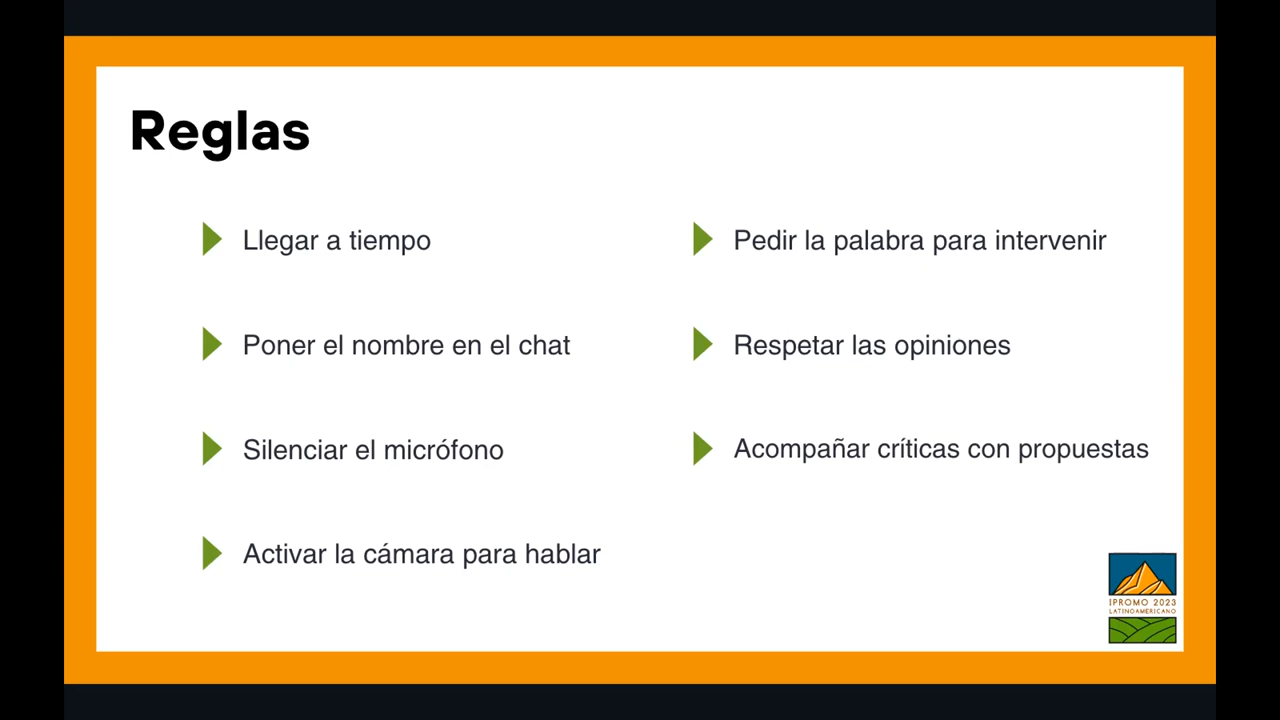 Reglas
Llegar a tiempo
Poner el nombre en el chat
Silenciar el micrófono
Activar la cámara para hablar
Pedir la palabra para intervenir
Respetar las opiniones
Acompañar críticas con propuestas
IPROMO 2023
LATINOAMERICANO